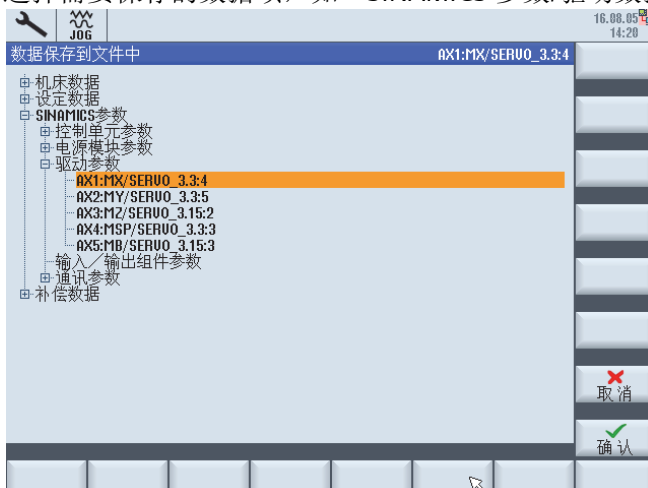 16.08.05
JOG
14:20
数据保存到文件中 AX1:MX/SERVO_3.3:4
机床数据
设定数据
SINAMICS参数
控制单元参数
电源模块参数
驱动参数
AX1:MX/SERVO_3.3:4
AX2:MY/SERVO_3.3:5
AX3:MZ/SERVO_3.15:2
AX4:MSP/SERVO_3.3:3
AX5:MB/SERVO_3.15:3
输入／输出组件参数
通讯参数
补偿数据
取消
确认